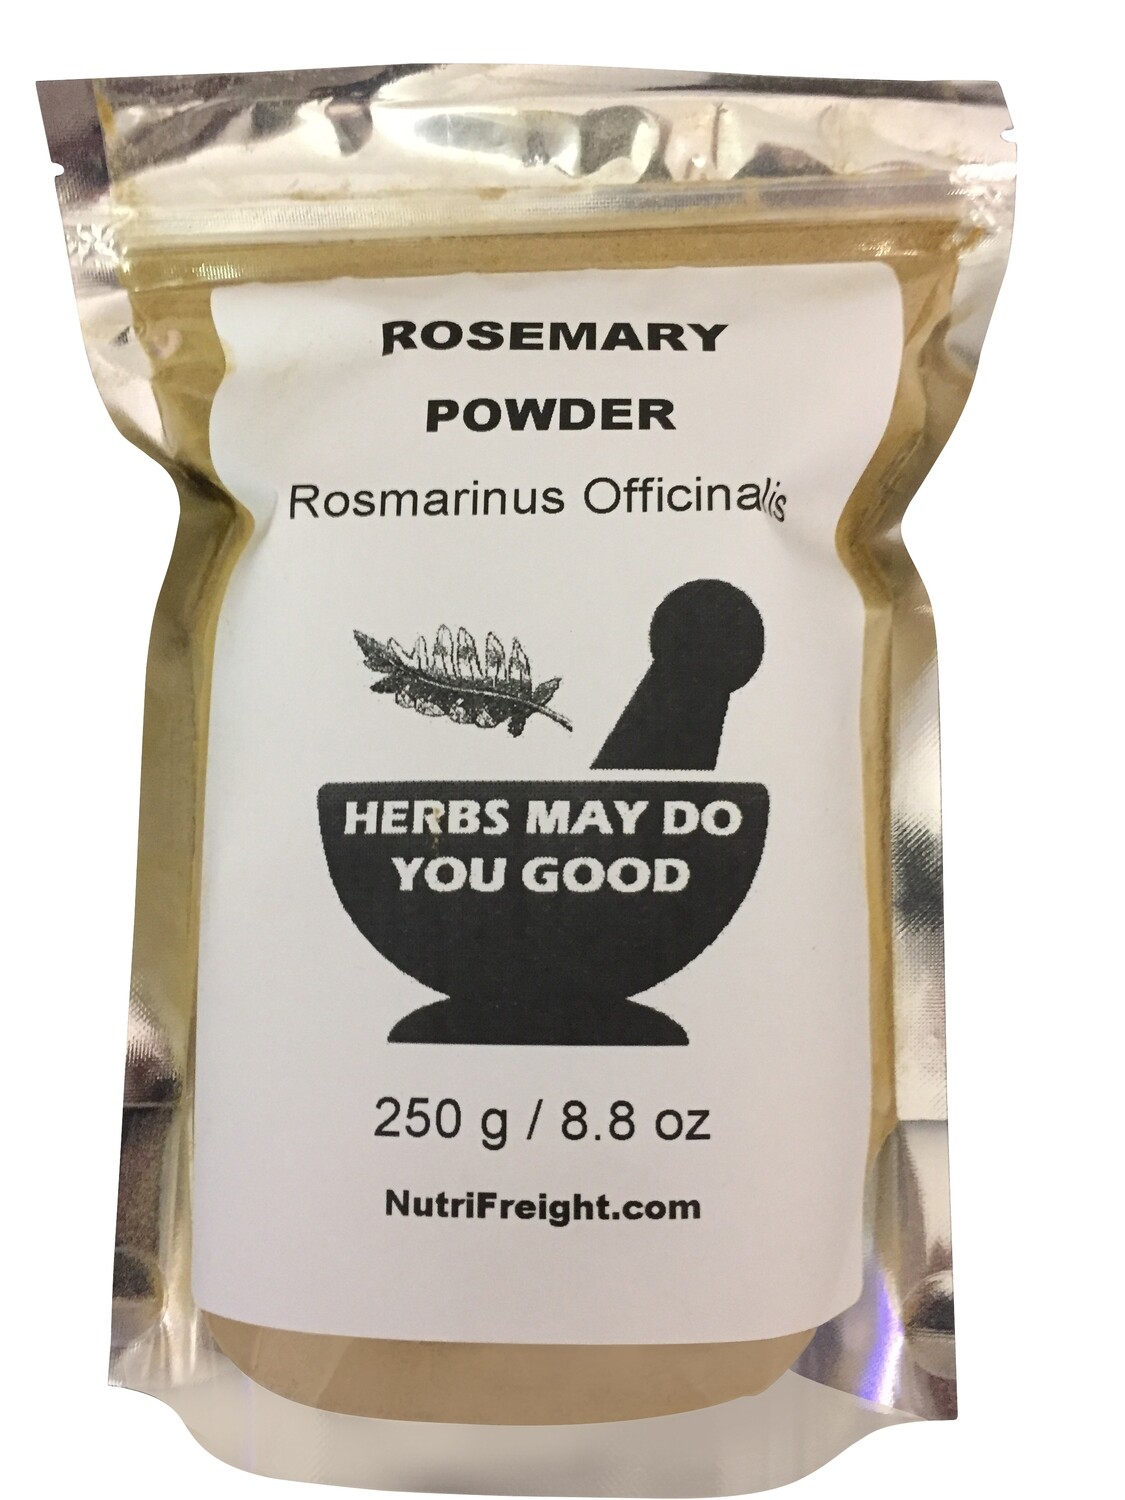 ROSEMARY
POWDER
Rosmarinus Officinalis
HERBS MAY DO
YOU GOOD
250 g / 8.8 oz
NutriFreight.com